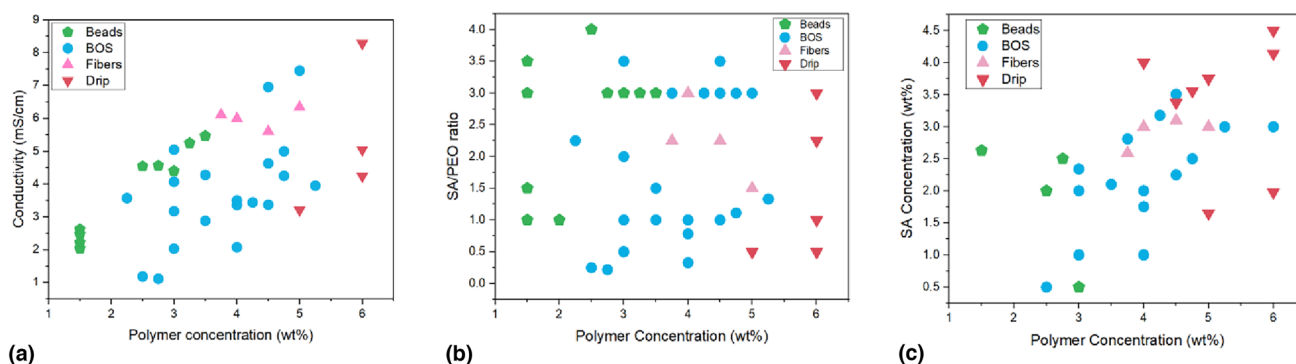 9
8
7
6
5
4
3
2
1
Conductivity (mS/cm)
Beads
BOS
Fibers
Drip
1 2 3 4 5 6
Polymer concentration (wt%)
(a)
4.0
3.5
3.0
2.5
2.0
1.5
1.0
0.5
0.0
SA/PEO ratio
Beads
BOS
Fibers
Drip
1 2 3 4 5 6
Polymer Concentration (wt%)
(b)
4.5
4.0
3.5
3.0
2.5
2.0
1.5
1.0
0.5
SA Concentration (wt%)
Beads
BOS
Fibers
Drip
1 2 3 4 5 6
Polymer Concentration (wt%)
(c)